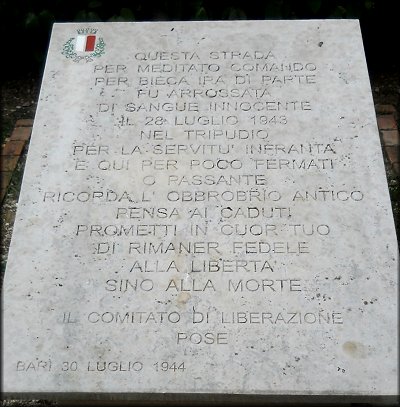 QUESTA STRADA
PER MEDITATO COMANDO
PER BIECA IRA DI PARTE
FU ARROSSATA
DI SANGUE INNOCENTE
IL 28 LUGLIO 1943
NEL TRIPUDIO
PER LA SERVITU' INFRANTA
E QUI PER POCO FERMATI
O PASSANTE
RICORDA L' OBBROBRIO ANTICO
PENSA AI CADUTI
PROMETTI IN CUOR TUO
DI RIMANER FEDELE
ALLA LIBERTA'
SINO ALLA MORTE
IL COMITATO DI LIBERAZIONE
POSE
BARI 30 LUGLIO 1944